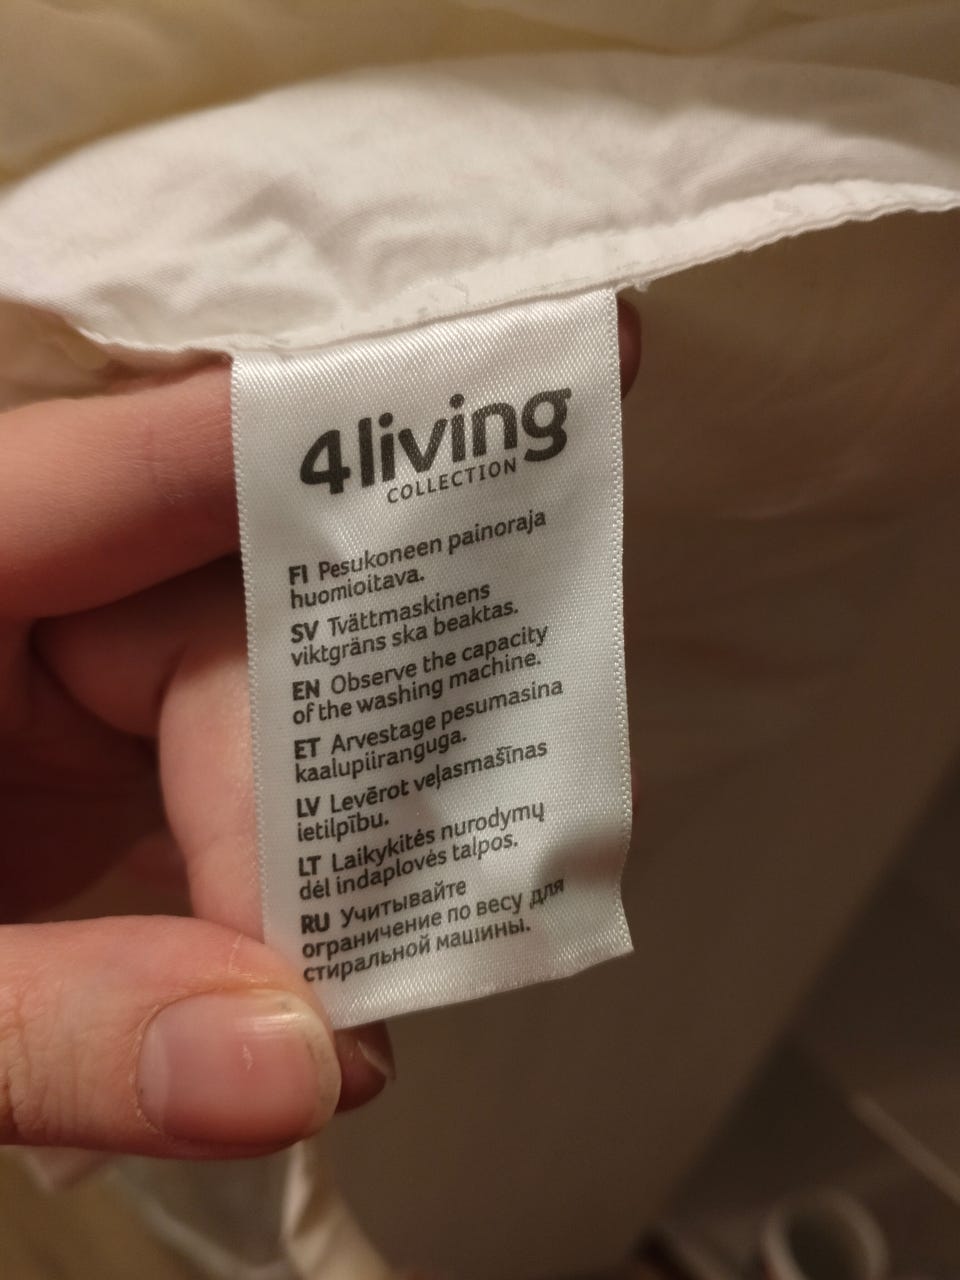 4living
COLLECTION
FI Pesukoneen painoraja
huomioitava.
SV Tvättmaskinens
viktgräns ska beaktas.
EN Observe the capacity
of the washing machine.
ET Arvestage pesumasina
kaalupiiranguga.
LV Levērot veļasmašīnas
ietilpību.
LT Laikykitės nurodymų
dėl indaplovės talpos.
RU Учитывайте
ограничение по весу для
стиральной машины.